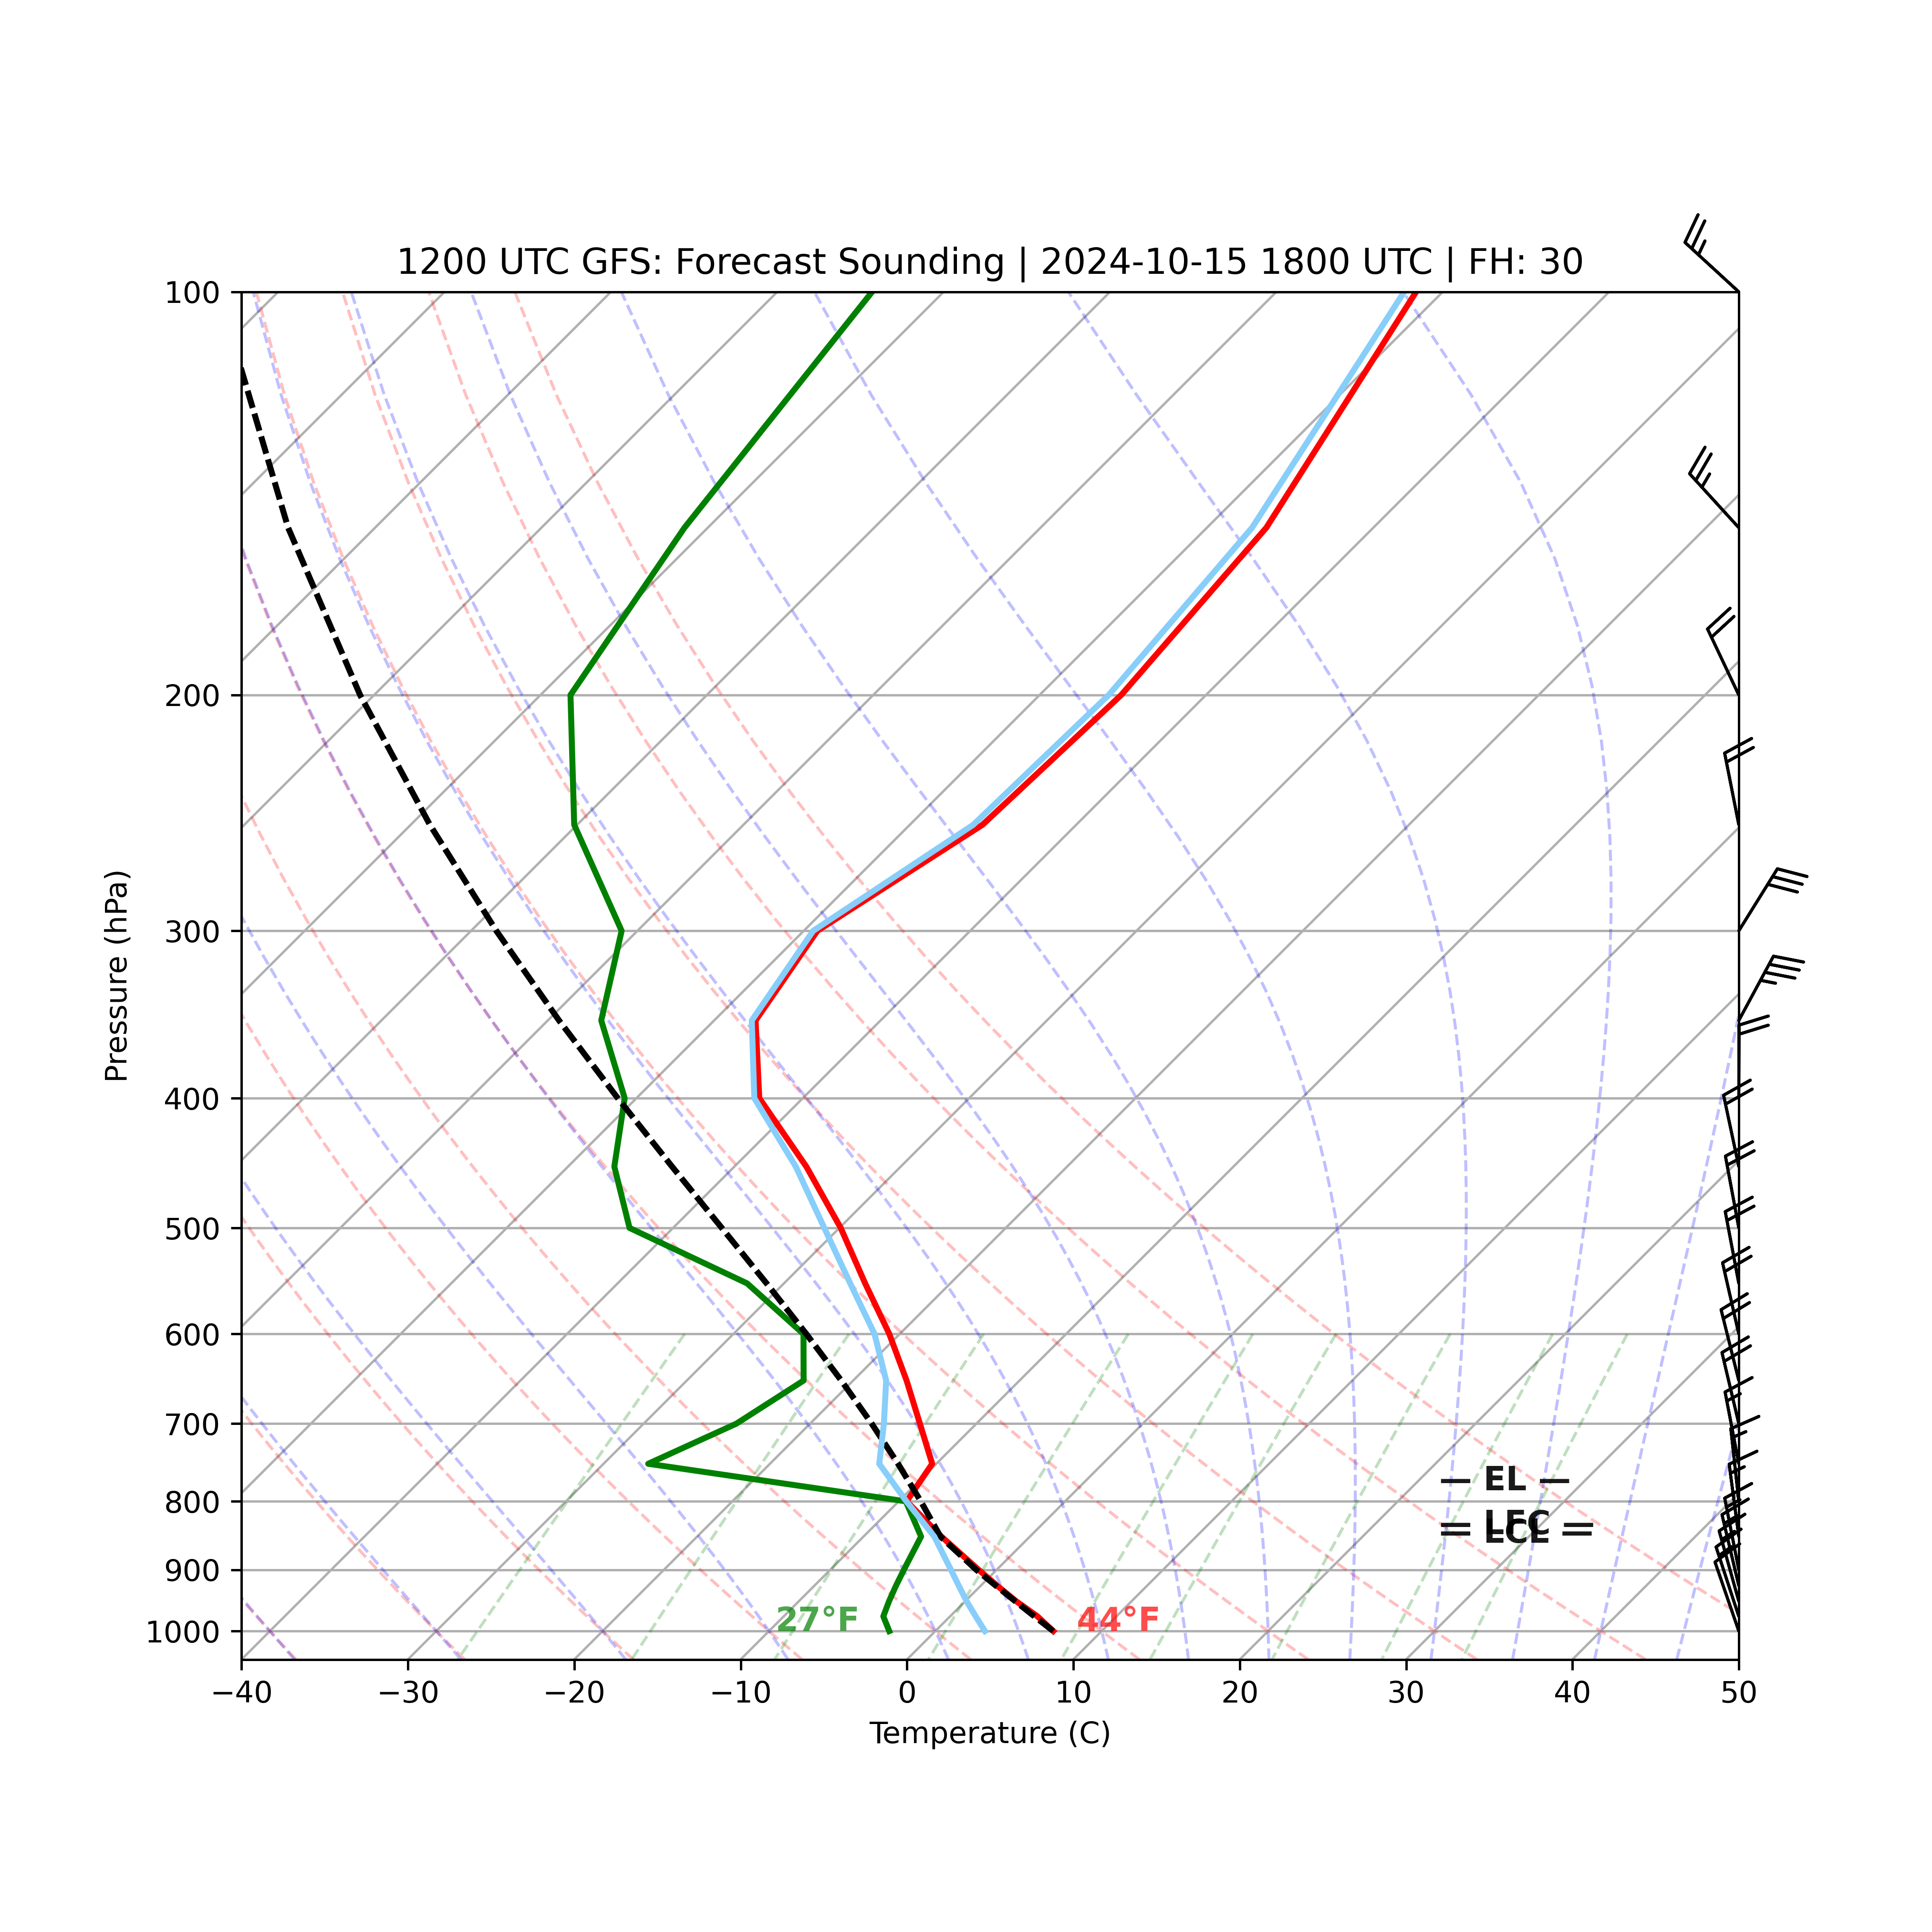 1200 UTC GFS: Forecast Sounding | 2024-10-15 1800 UTC | FH: 30
100
200
300
400
500
600
700
800
900
1000
Pressure (hPa)
— EL —
— LFC —
— LCL —
27°F
44°F
−40 −30 −20 −10 0 10 20 30 40 50
Temperature (C)